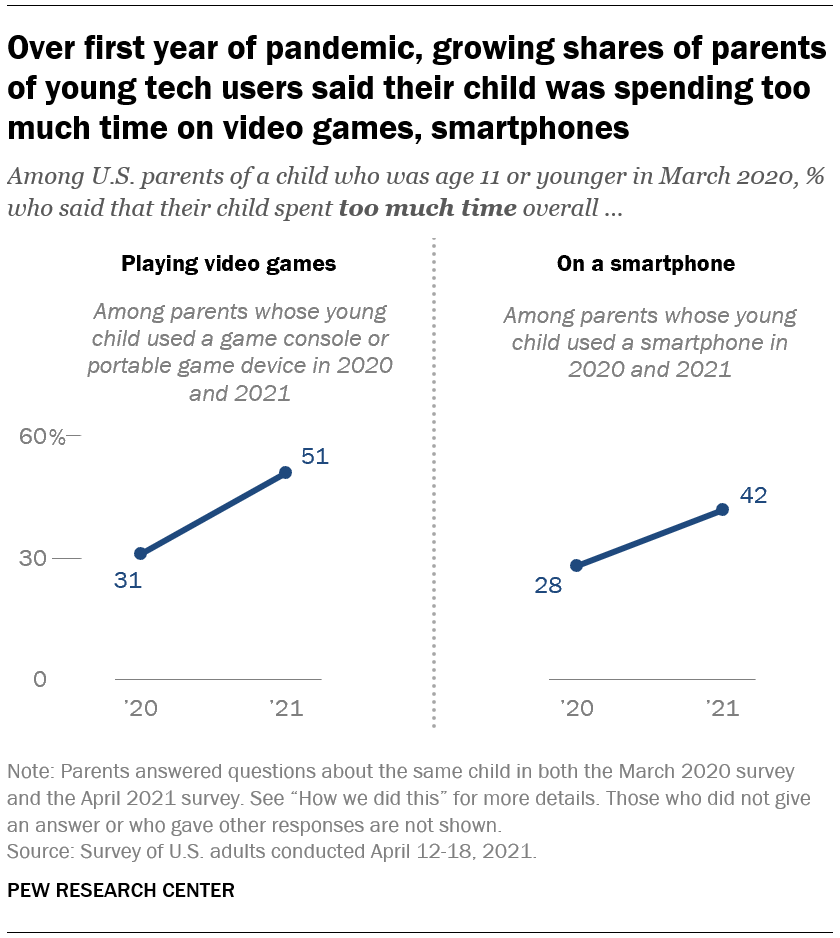 Over first year of pandemic, growing shares of parents
of young tech users said their child was spending too
much time on video games, smartphones
Among U.S. parents of a child who was age 11 or younger in March 2020, %
who said that their child spent too much time overall ...
Playing video games
Among parents whose young
child used a game console or
portable game device in 2020
and 2021
60%
30
0
31
51
’20
’21
On a smartphone
Among parents whose young
child used a smartphone in
2020 and 2021
28
42
’20
’21
Note: Parents answered questions about the same child in both the March 2020 survey
and the April 2021 survey. See “How we did this” for more details. Those who did not give
an answer or who gave other responses are not shown.
Source: Survey of U.S. adults conducted April 12-18, 2021.
PEW RESEARCH CENTER